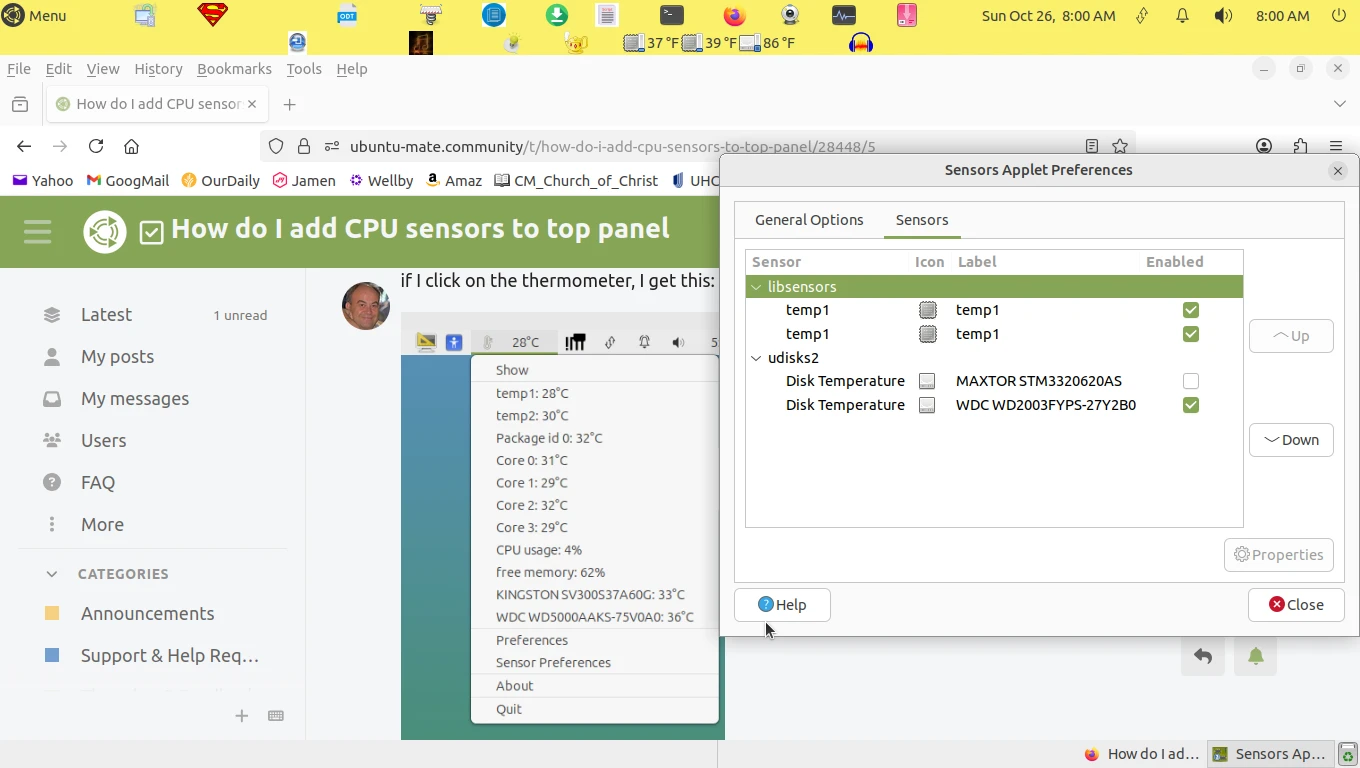 Menu
ODT
Sun Oct 26, 8:00 AM
8:00 AM
37 °F
39 °F
86 °F
File Edit View History Bookmarks Tools Help
How do I add CPU sensor
ubuntu-mate.community/t/how-do-i-add-cpu-sensors-to-top-panel/28448/5
Yahoo GoogMail OurDaily Jamen Wellby Amaz CM_Church_of_Christ UHC
How do I add CPU sensors to top panel
Latest 1 unread
My posts
My messages
Users
FAQ
More
CATEGORIES
Announcements
Support & Help Req...
if I click on the thermometer, I get this:
28°C
5
Show
temp1: 28°C
temp2: 30°C
Package id 0: 32°C
Core 0: 31°C
Core 1: 29°C
Core 2: 32°C
Core 3: 29°C
CPU usage: 4%
free memory: 62%
KINGSTON SV300S37A60G: 33°C
WDC WD5000AAKS-75V0A0: 36°C
Preferences
Sensor Preferences
About
Quit
Sensors Applet Preferences
General Options Sensors
Sensor Icon Label Enabled
libsensors
temp1 temp1
temp1 temp1
udisks2
Disk Temperature MAXTOR STM3320620AS
Disk Temperature WDC WD2003FYPS-27Y2B0
Up
Down
Properties
Help
Close
How do I ad...
Sensors Ap...